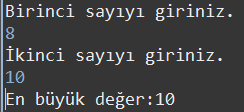 Birinci sayıyı giriniz.
8
İkinci sayıyı giriniz.
10
En büyük değer:10